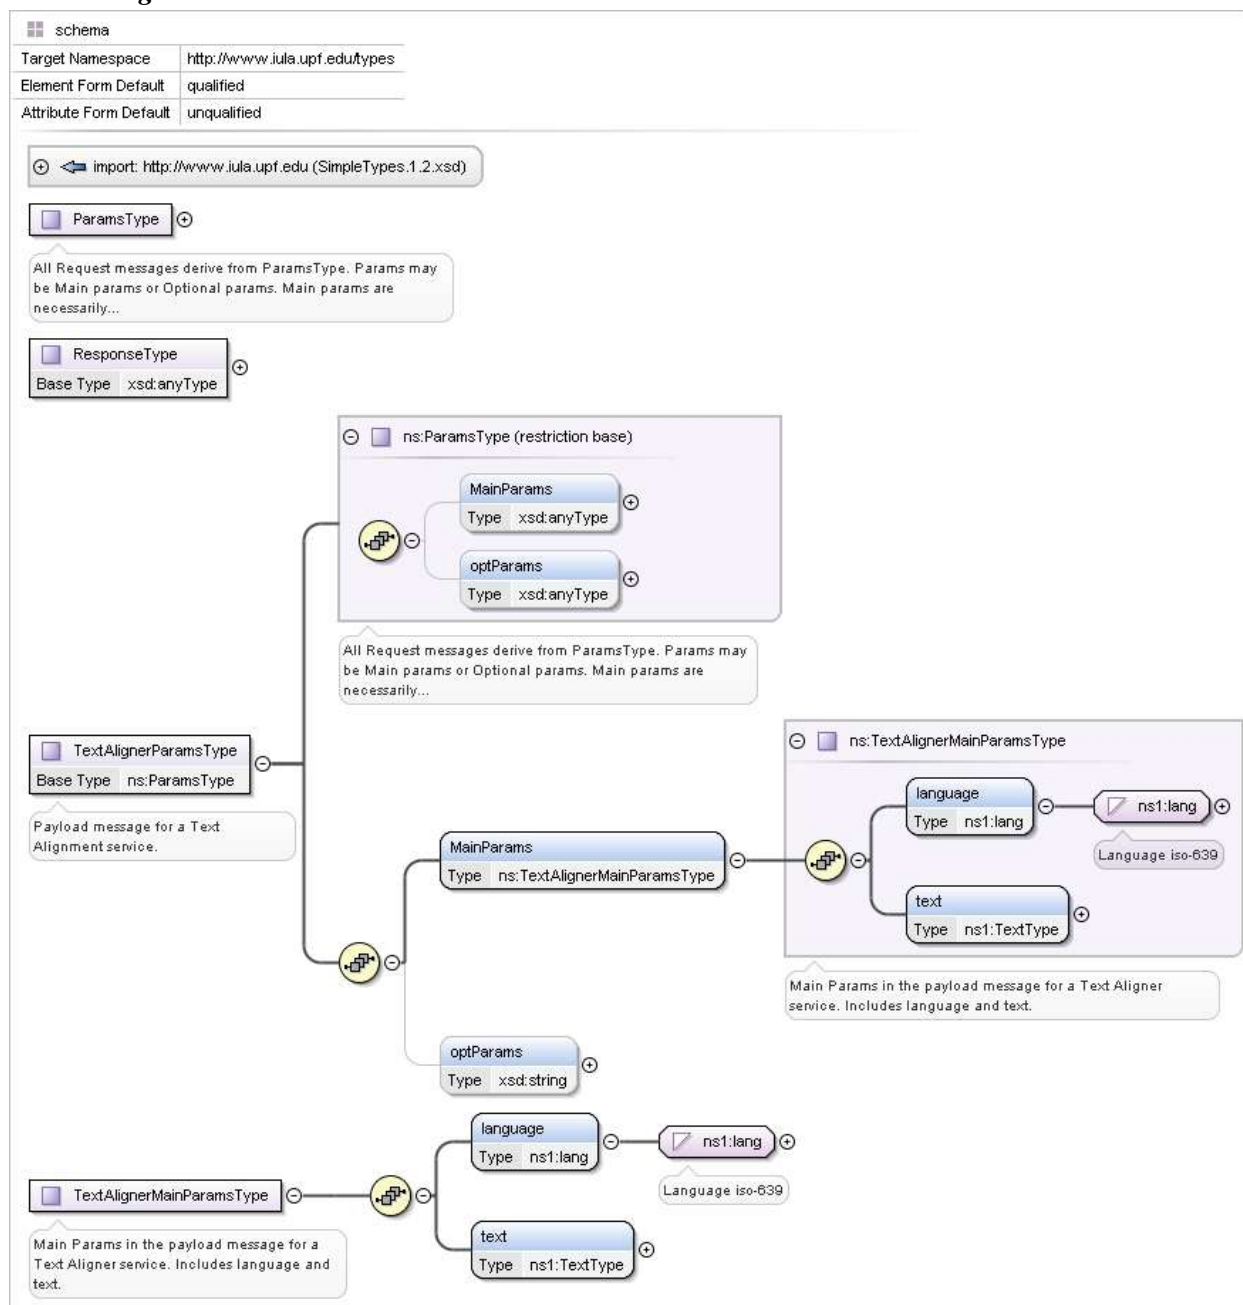 schema
Target Namespace http://www.iula.upf.edu/types
Element Form Default qualified
Attribute Form Default unqualified
import: http://www.iula.upf.edu (SimpleTypes.1.2.xsd)
ParamsType
All Request messages derive from ParamsType. Params may
be Main params or Optional params. Main params are
necessarily...
ResponseType
Base Type xsd:anyType
ns:ParamsType (restriction base)
MainParams
Type xsd:anyType
optParams
Type xsd:anyType
All Request messages derive from ParamsType. Params may
be Main params or Optional params. Main params are
necessarily...
TextAlignerParamsType
Base Type ns:ParamsType
Payload message for a Text
Alignment service.
MainParams
Type ns:TextAlignerMainParamsType
ns:TextAlignerMainParamsType
language
Type ns1:lang
ns1:lang
Language iso-639
text
Type ns1:TextType
Main Params in the payload message for a Text Aligner
service. Includes language and text.
optParams
Type xsd:string
TextAlignerMainParamsType
Main Params in the payload message for a
Text Aligner service. Includes language and
text.
language
Type ns1:lang
ns1:lang
Language iso-639
text
Type ns1:TextType